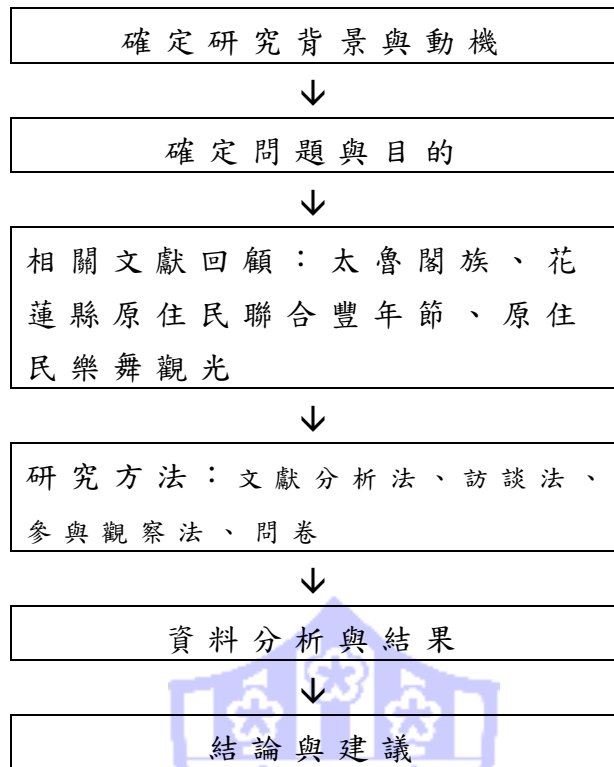 確定研究背景與動機
↓
確定問題與目的
↓
相關文獻回顧：太魯閣族、花
蓮縣原住民聯合豐年節、原住
民樂舞觀光
↓
研究方法：文獻分析法、訪談法、
參與觀察法、問卷
↓
資料分析與結果
↓
結論與建議